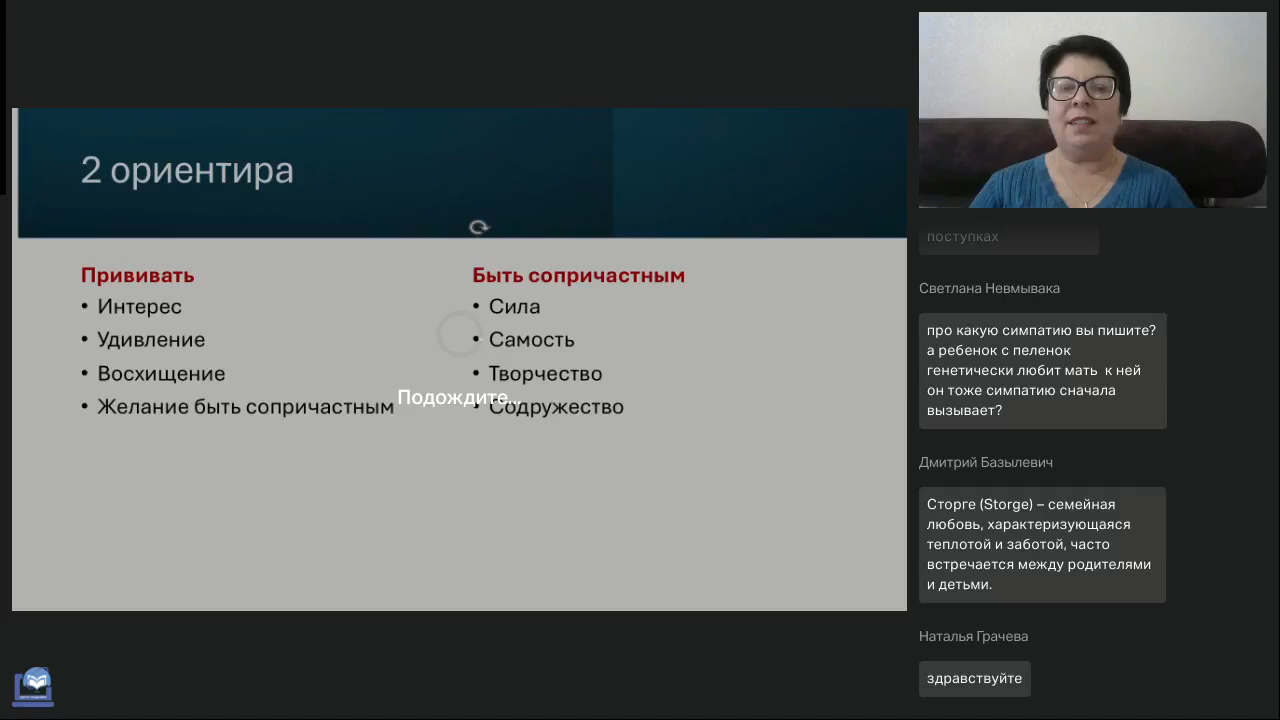 2 ориентира
Прививать
• Интерес
• Удивление
• Восхищение
• Желание быть сопричастным
Быть сопричастным
• Сила
• Самость
• Творчество
• Содружество
Подождите...
поступках
Светлана Невмывака
про какую симпатию вы пишите?
а ребенок с пеленок
генетически любит мать к ней
он тоже симпатию сначала
вызывает?
Дмитрий Базылевич
Сторге (Storge) – семейная
любовь, характеризующаяся
теплотой и заботой, часто
встречается между родителями
и детьми.
Наталья Грачева
здравствуйте